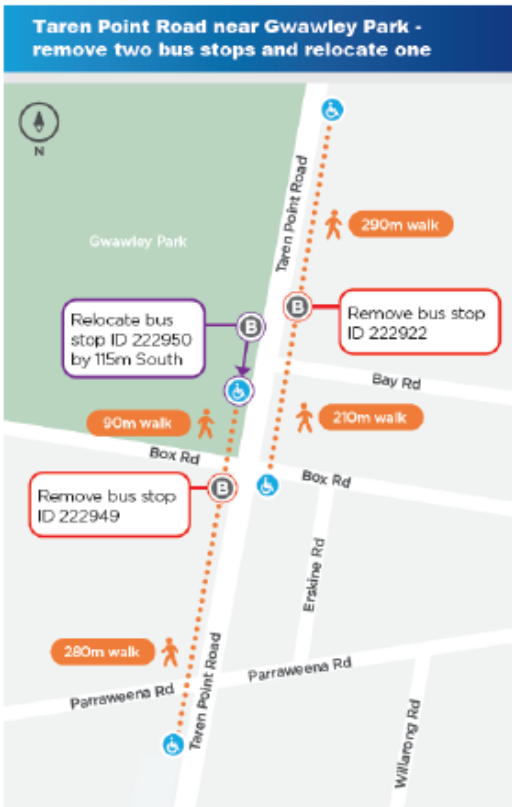 Taren Point Road near Gwawley Park -
remove two bus stops and relocate one
N
Taren Point Road
290m walk
Gwawley Park
Relocate bus
stop ID 222950
by 115m South
B
B
Remove bus stop
ID 222922
Bay Rd
90m walk
210m walk
Box Rd
Box Rd
Remove bus stop
ID 222949
B
Erskine Rd
280m walk
Taren Point Road
Parraweena Rd
Parraweena Rd
Willarong Rd